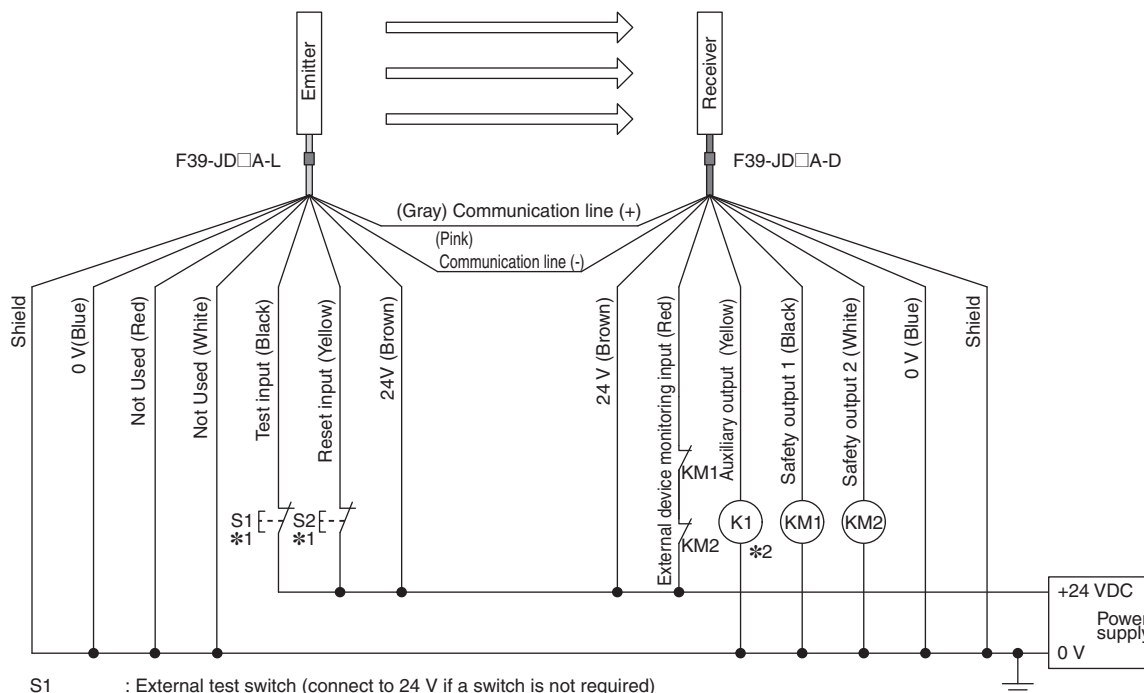 Emitter
Receiver
F39-JD□A-L
F39-JD□A-D
(Gray) Communication line (+)
(Pink)
Communication line (-)
Shield
0 V(Blue)
Not Used (Red)
Not Used (White)
Test input (Black)
Reset input (Yellow)
24V (Brown)
24 V (Brown)
External device monitoring input (Red)
Auxiliary output (Yellow)
Safety output 1 (Black)
Safety output 2 (White)
0 V (Blue)
Shield
KM1
S1
*1
S2
*1
KM2
K1
*2
KM1
KM2
+24 VDC
Power
supply
0 V
S1 : External test switch (connect to 24 V if a switch is not required)